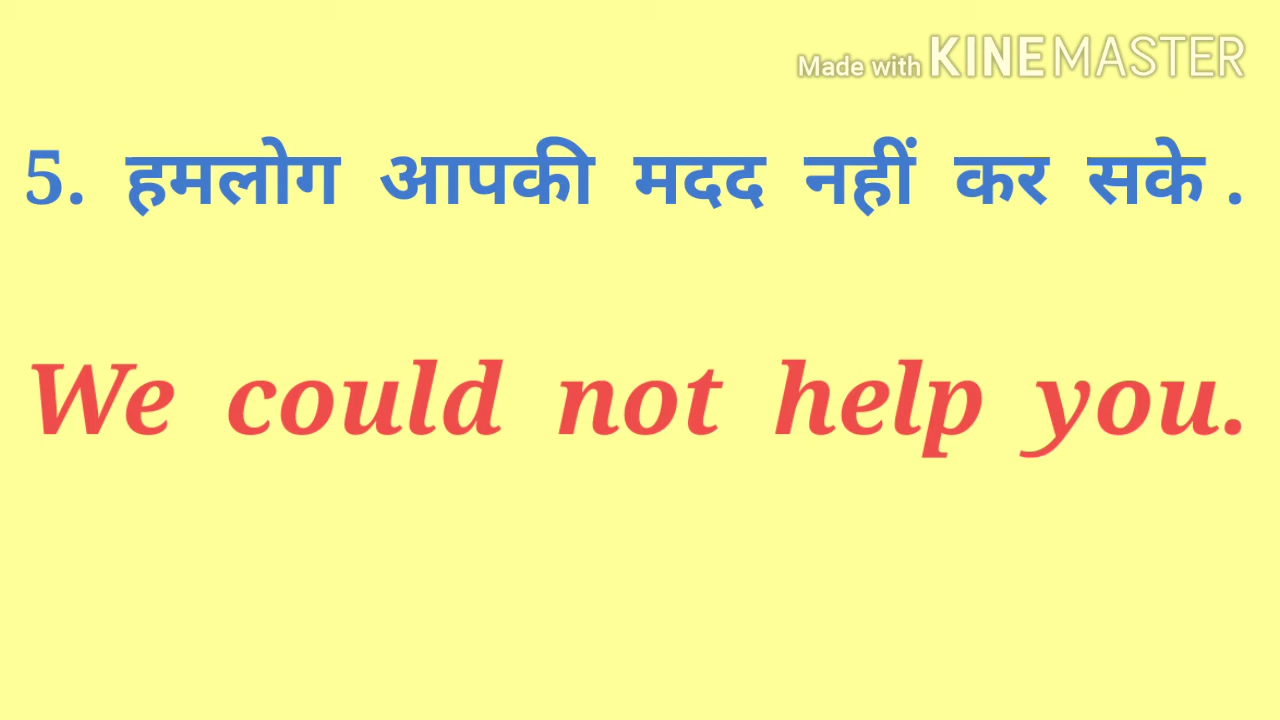 Made with KINEMASTER
5. हमलोग आपकी मदद नहीं कर सके .
We could not help you.